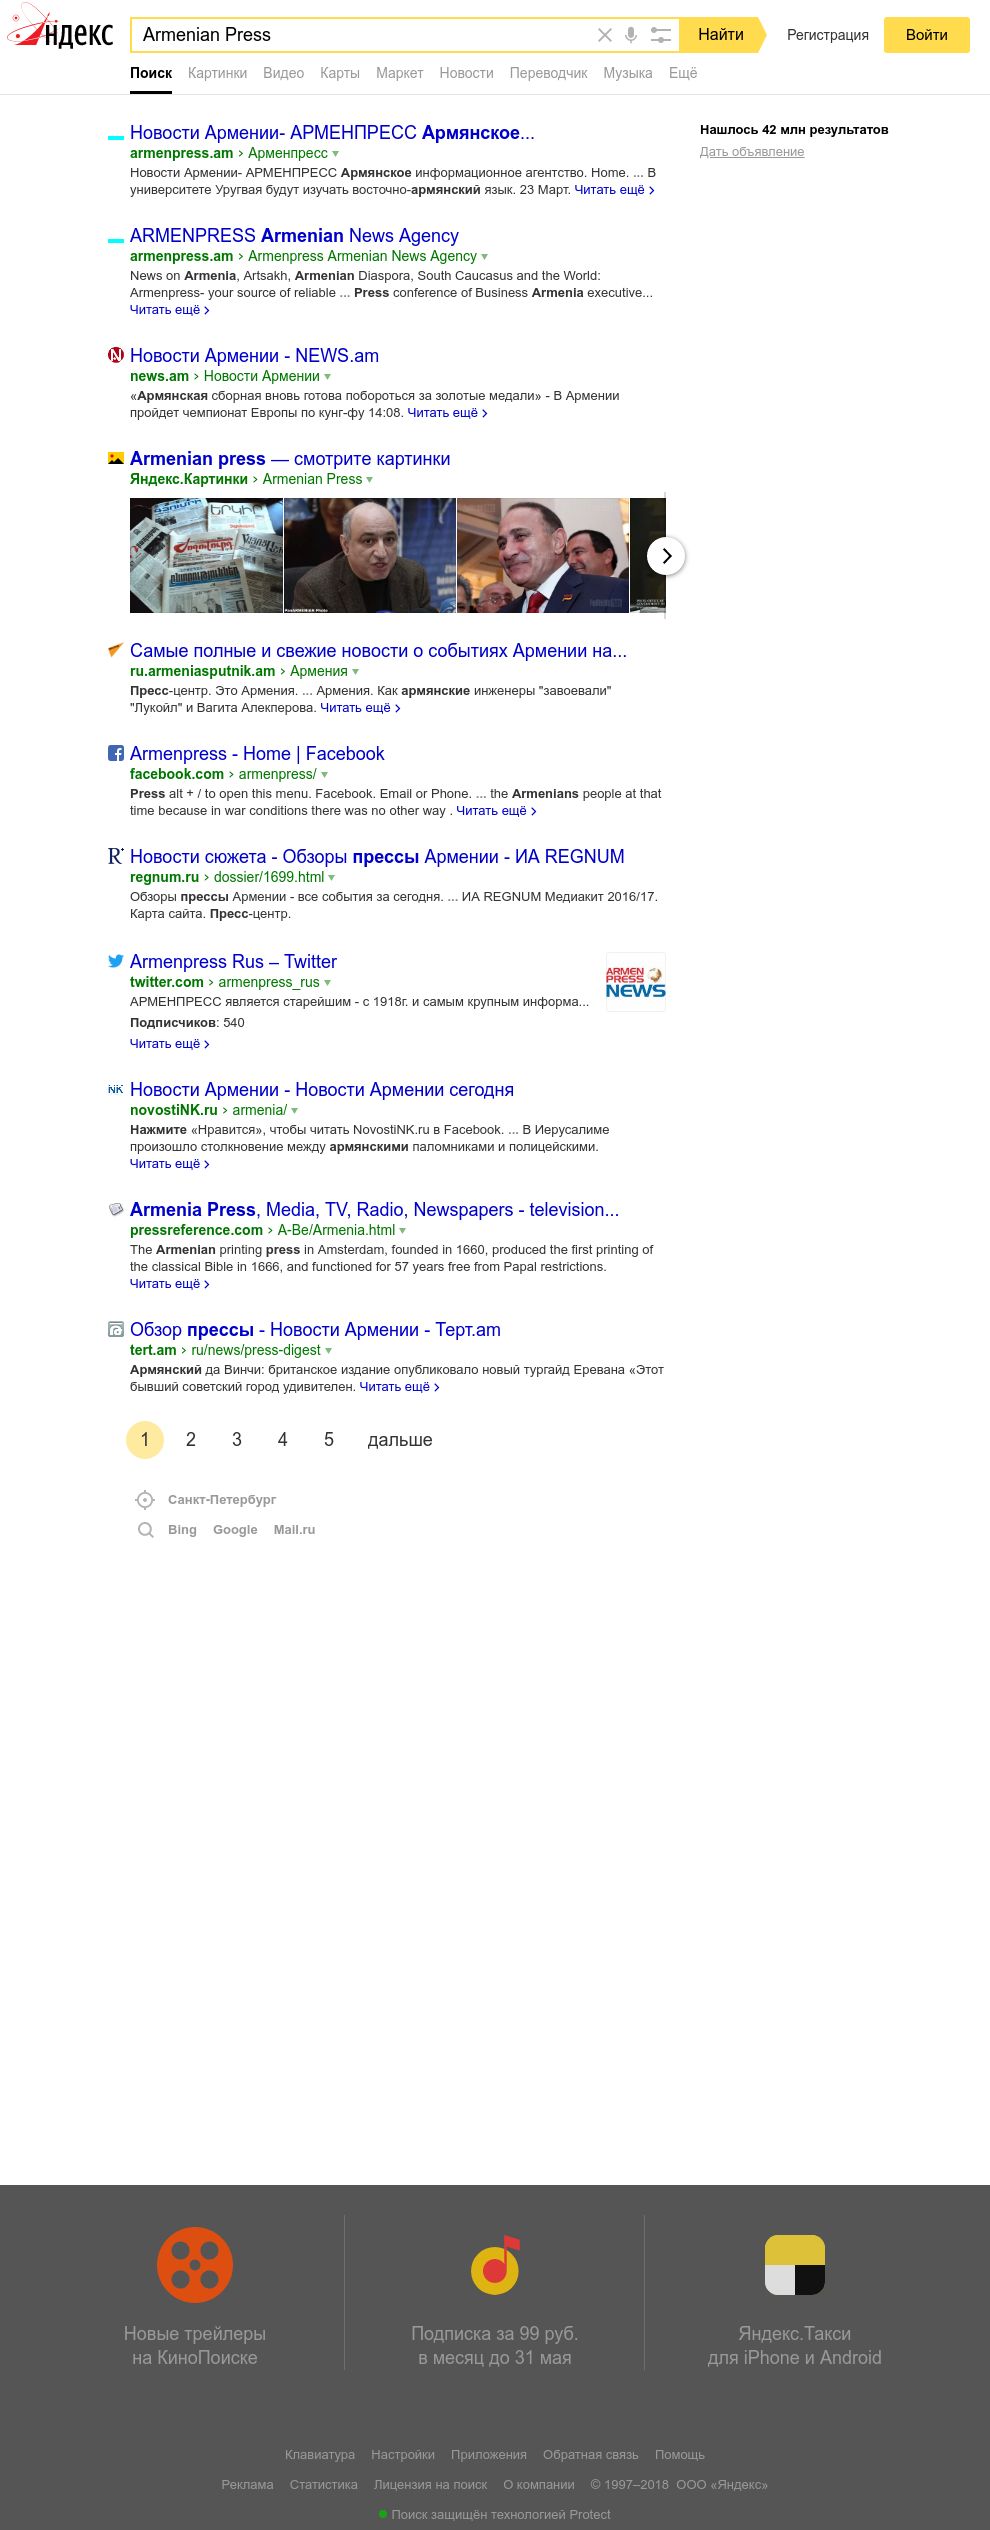 Яндекс
Armenian Press
Найти
Регистрация
Войти
Поиск Картинки Видео Карты Маркет Новости Переводчик Музыка Ещё
Нашлось 42 млн результатов
Дать объявление
Новости Армении- АРМЕНПРЕСС Армянское...
armenpress.am › Арменпресс
Новости Армении- АРМЕНПРЕСС Армянское информационное агентство. Home. ... В
университете Уругвая будут изучать восточно-армянский язык. 23 Март. Читать ещё ›
ARMENPRESS Armenian News Agency
armenpress.am › Armenpress Armenian News Agency
News on Armenia, Artsakh, Armenian Diaspora, South Caucasus and the World:
Armenpress- your source of reliable ... Press conference of Business Armenia executive...
Читать ещё ›
Новости Армении - NEWS.am
news.am › Новости Армении
«Армянская сборная вновь готова побороться за золотые медали» - В Армении
пройдет чемпионат Европы по кунг-фу 14:08. Читать ещё ›
Armenian press — смотрите картинки
Яндекс.Картинки › Armenian Press
Самые полные и свежие новости о событиях Армении на...
ru.armeniasputnik.am › Армения
Пресс-центр. Это Армения. ... Армения. Как армянские инженеры "завоевали"
"Лукойл" и Вагита Алекперова. Читать ещё ›
Armenpress - Home | Facebook
facebook.com › armenpress/
Press alt + / to open this menu. Facebook. Email or Phone. ... the Armenians people at that
time because in war conditions there was no other way . Читать ещё ›
Новости сюжета - Обзоры прессы Армении - ИА REGNUM
regnum.ru › dossier/1699.html
Обзоры прессы Армении - все события за сегодня. ... ИА REGNUM Медиакит 2016/17.
Карта сайта. Пресс-центр.
Armenpress Rus – Twitter
twitter.com › armenpress_rus
АРМЕНПРЕСС является старейшим - с 1918г. и самым крупным информа...
Подписчиков: 540
Читать ещё ›
ARMEN
PRESS
NEWS
Новости Армении - Новости Армении сегодня
novostiNK.ru › armenia/
Нажмите «Нравится», чтобы читать NovostiNK.ru в Facebook. ... В Иерусалиме
произошло столкновение между армянскими паломниками и полицейскими.
Читать ещё ›
Armenia Press, Media, TV, Radio, Newspapers - television...
pressreference.com › A-Be/Armenia.html
The Armenian printing press in Amsterdam, founded in 1660, produced the first printing of
the classical Bible in 1666, and functioned for 57 years free from Papal restrictions.
Читать ещё ›
Обзор прессы - Новости Армении - Терт.am
tert.am › ru/news/press-digest
Армянский да Винчи: британское издание опубликовало новый тургайд Еревана «Этот
бывший советский город удивителен. Читать ещё ›
1 2 3 4 5 дальше
Санкт-Петербург
Bing Google Mail.ru
Новые трейлеры
на КиноПоиске
Подписка за 99 руб.
в месяц до 31 мая
Яндекс.Такси
для iPhone и Android
Клавиатура Настройки Приложения Обратная связь Помощь
Реклама Статистика Лицензия на поиск О компании © 1997–2018 ООО «Яндекс»
Поиск защищён технологией Protect